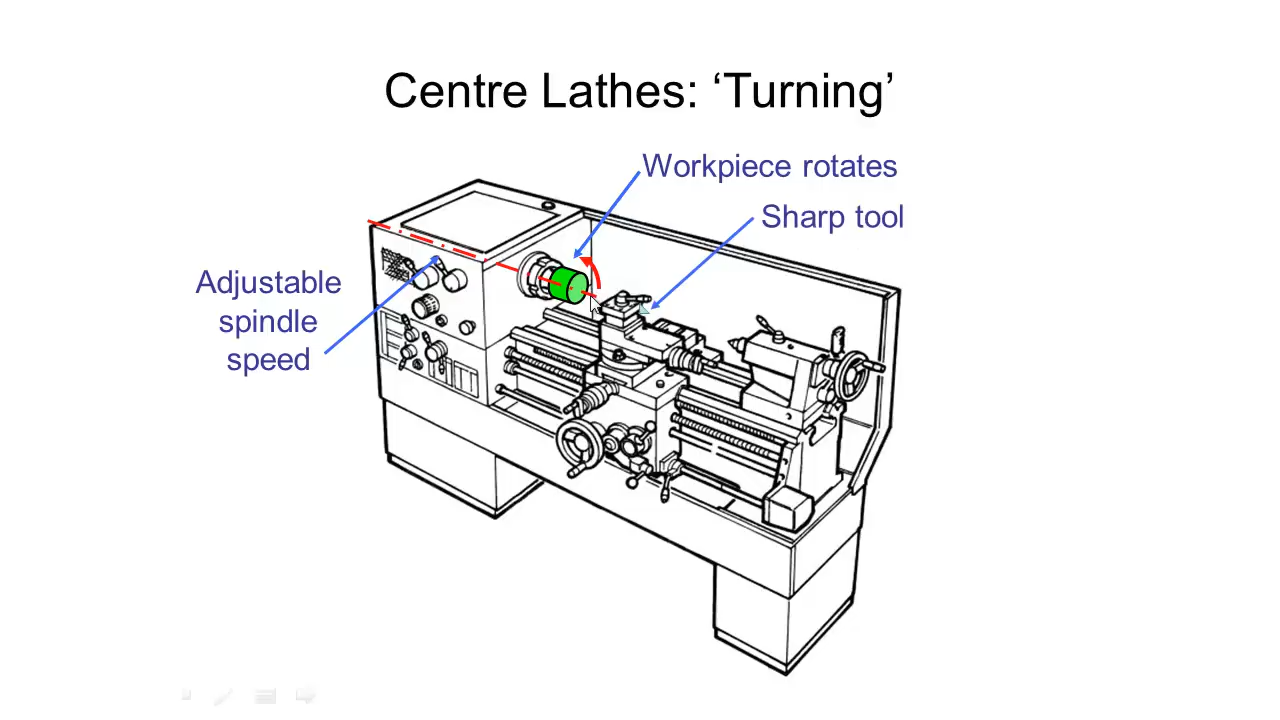 Centre Lathes: ‘Turning’
Workpiece rotates
Sharp tool
Adjustable
spindle
speed